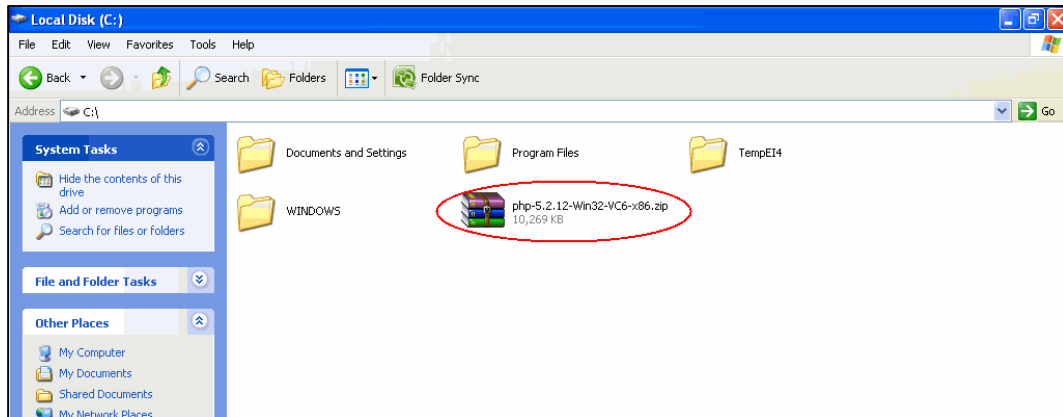 Local Disk (C:)
File Edit View Favorites Tools Help
Back Search Folders Folder Sync
Address C:\ Go
System Tasks
Hide the contents of this
drive
Add or remove programs
Search for files or folders
File and Folder Tasks
Other Places
My Computer
My Documents
Shared Documents
My Network Places
Documents and Settings Program Files TempEI4
WINDOWS php-5.2.12-Win32-VC6-x86.zip
10,269 KB